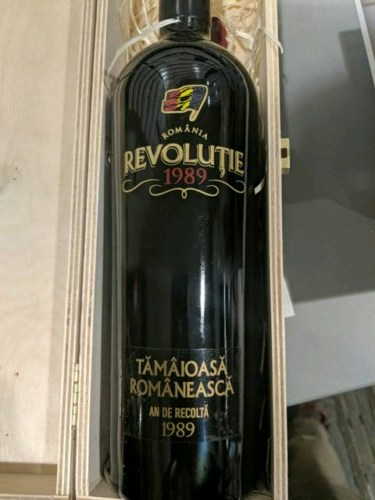 ROMÂNIA
REVOLUȚIE
1989
TĂMÂIOASĂ
ROMÂNEASCĂ
AN DE RECOLTĂ
1989